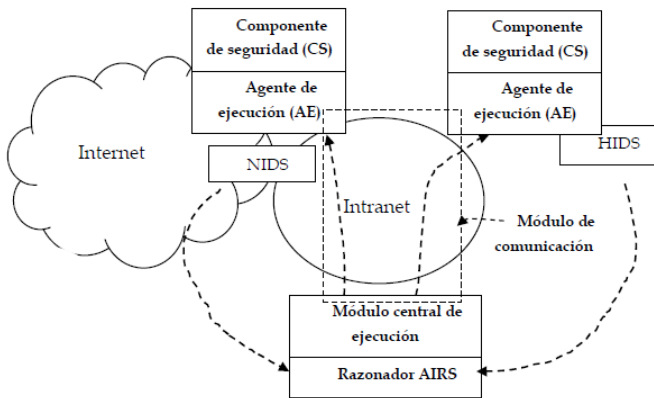 Componente
de seguridad (CS)
Agente de
ejecución (AE)
Componente
de seguridad (CS)
Agente de
ejecución (AE)
Internet
NIDS
HIDS
Intranet
Módulo de
comunicación
Módulo central de
ejecución
Razonador AIRS